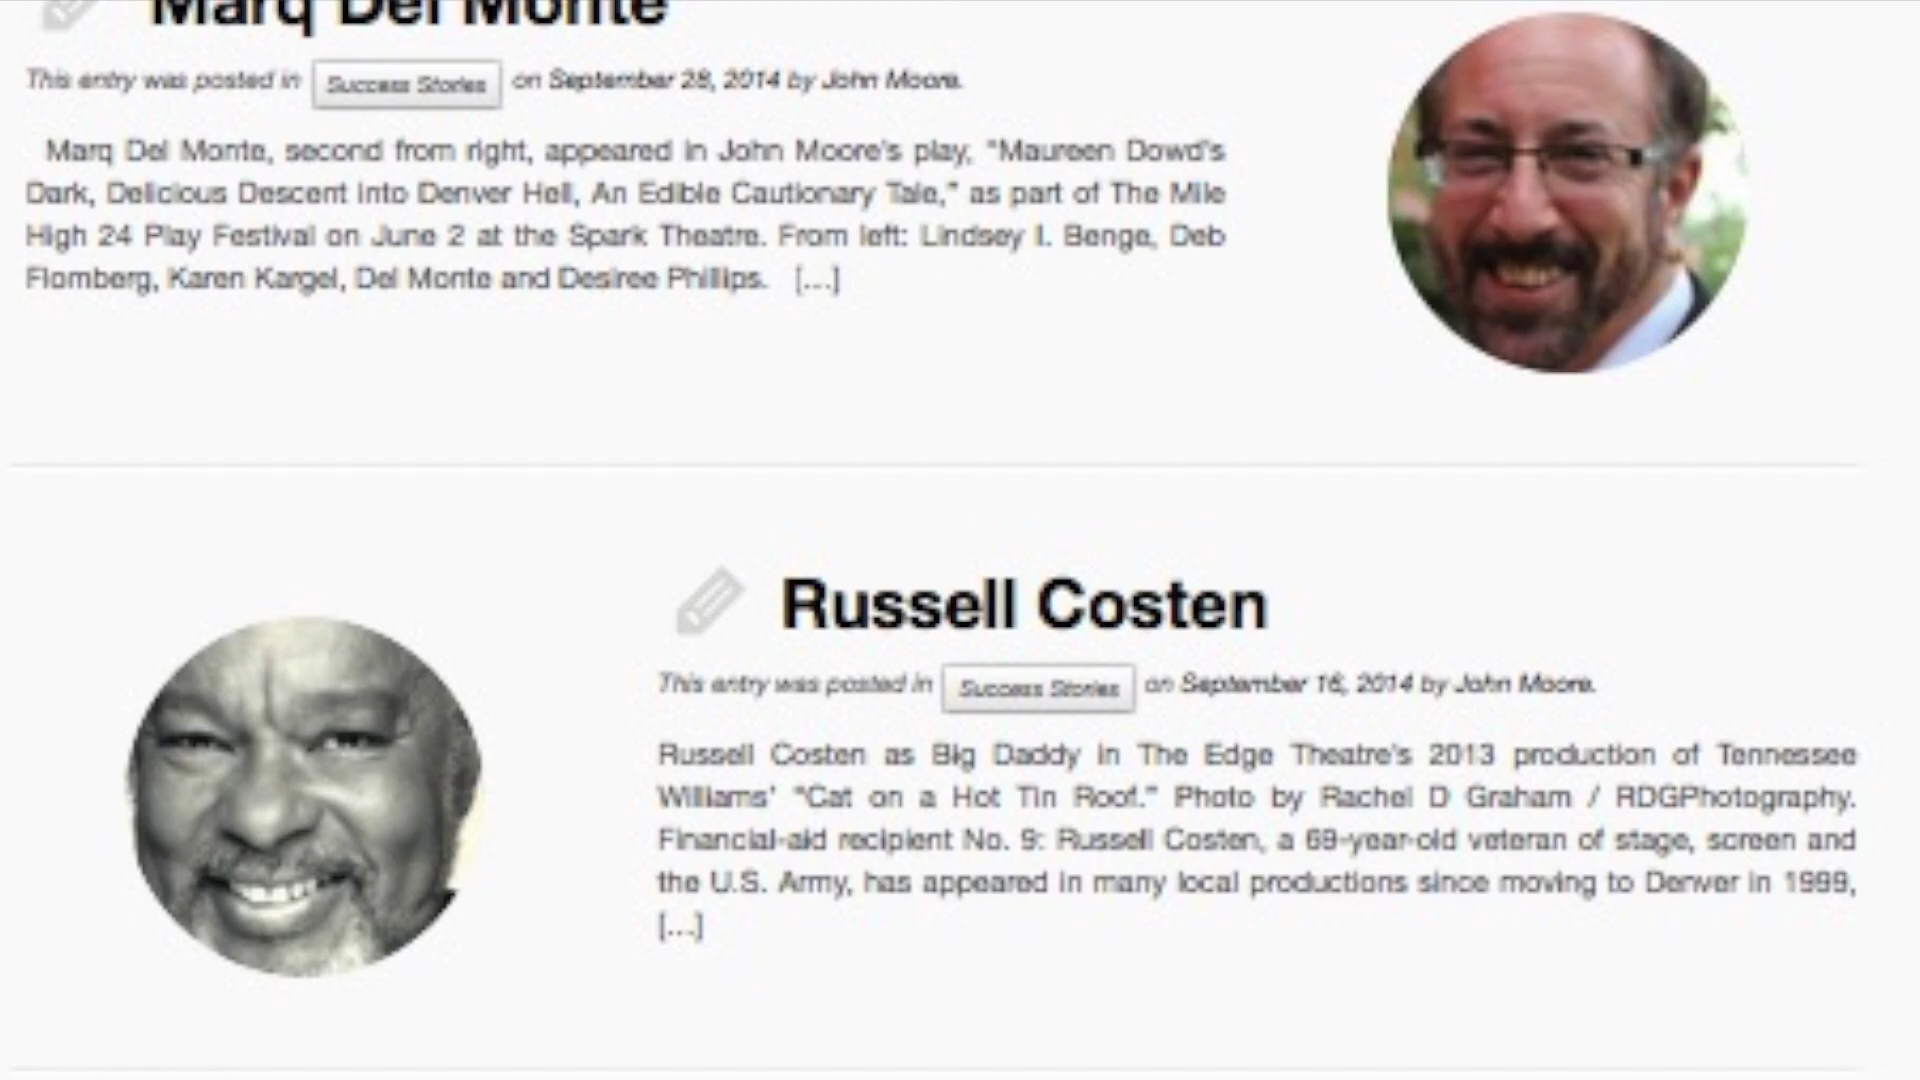 Marq Del Monte
This entry was posted in Success Stories on September 28, 2014 by John Moore.
Marq Del Monte, second from right, appeared in John Moore's play, "Maureen Dowd's
Dark, Delicious Descent into Denver Hell, An Edible Cautionary Tale," as part of The Mile
High 24 Play Festival on June 2 at the Spark Theatre. From left: Lindsey I. Benge, Deb
Flomberg, Karen Kargel, Del Monte and Desiree Phillips. [...]
Russell Costen
This entry was posted in Success Stories on September 16, 2014 by John Moore.
Russell Costen as Big Daddy in The Edge Theatre's 2013 production of Tennessee
Williams' "Cat on a Hot Tin Roof." Photo by Rachel D Graham / RDGPhotography.
Financial-aid recipient No. 9: Russell Costen, a 69-year-old veteran of stage, screen and
the U.S. Army, has appeared in many local productions since moving to Denver in 1999,
[...]